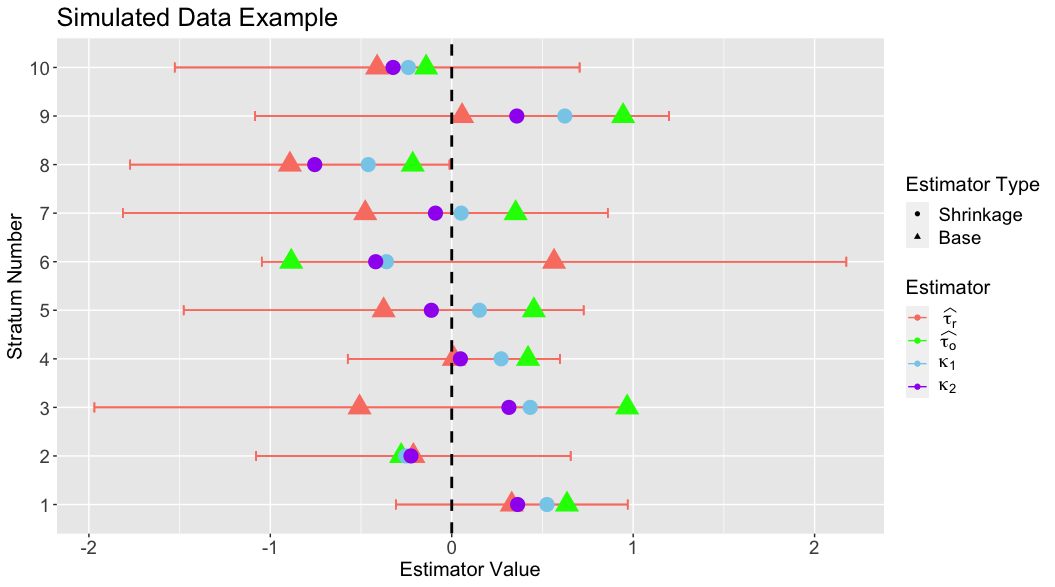 Simulated Data Example
Stratum Number
10
9
8
7
6
5
4
3
2
1
-2 -1 0 1 2
Estimator Value
Estimator Type
Shrinkage
Base
Estimator
τ̂r
τ̂o
κ1
κ2